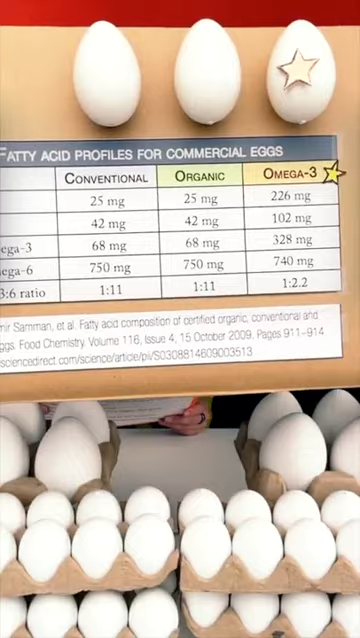 FATTY ACID PROFILES FOR COMMERCIAL EGGS
CONVENTIONAL ORGANIC OMEGA-3
25 mg 25 mg 226 mg
42 mg 42 mg 102 mg
ega-3 68 mg 68 mg 328 mg
ega-6 750 mg 750 mg 740 mg
3:6 ratio 1:11 1:11 1:2.2
mir Samman, et al. Fatty acid composition of certified organic, conventional and
ggs. Food Chemistry. Volume 116, Issue 4, 15 October 2009, Pages 911–914
sciencedirect.com/science/article/pii/S0308814609003513